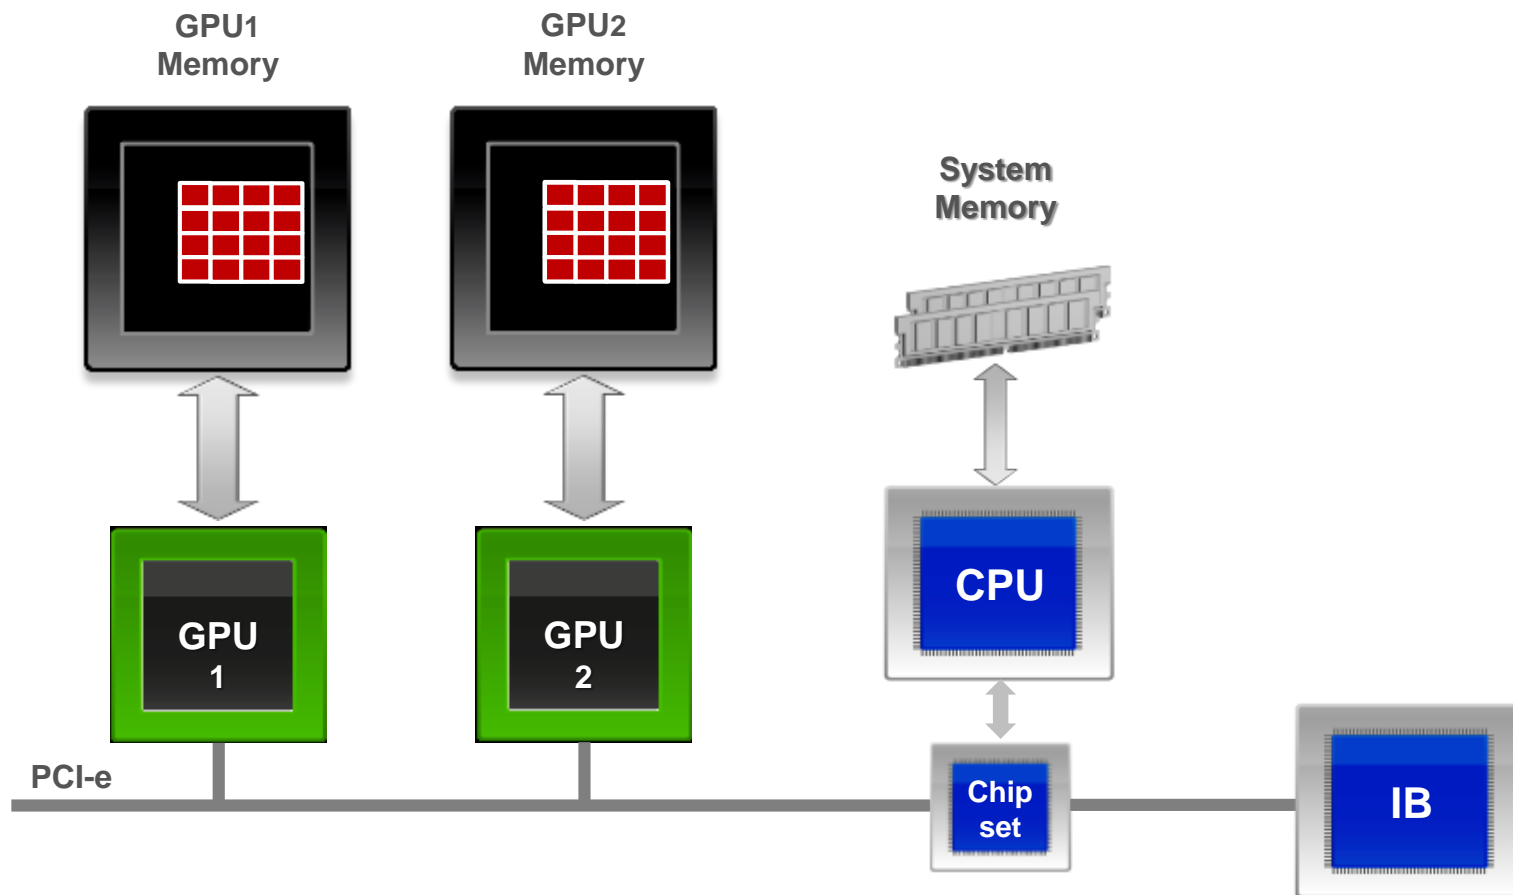 GPU1
Memory
GPU2
Memory
System
Memory
CPU
GPU
1
GPU
2
PCI-e
Chip
set
IB